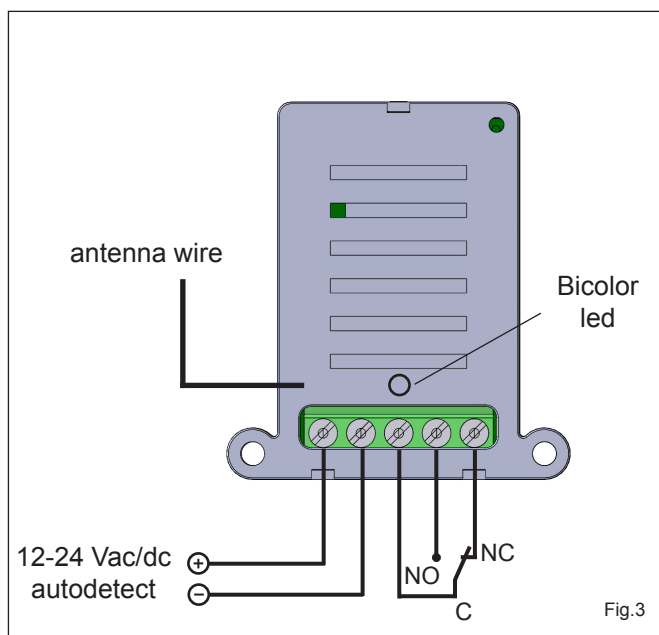 antenna wire
Bicolor
led
12-24 Vac/dc
autodetect
+
-
NO
NC
C
Fig.3